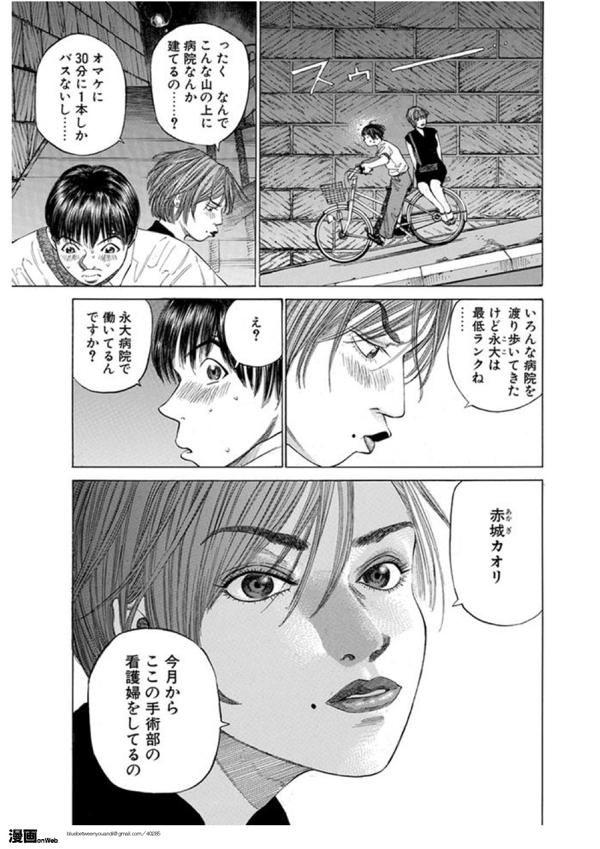 スゥー…
ったく なんで
こんな山の上に
病院なんか
建てるの……?
オマケに
30分に1本しか
バスないし……
いろんな病院を
渡り歩いてきた
けど永大は
ここ
最低ランクね
……
え?
永大病院で
働いてるん
ですか?
赤城カオリ
あかぎ
今月から
ここの手術部の
看護婦をしてるの
漫画 on Web
bluebetweenyouandi@gmail.com／40285